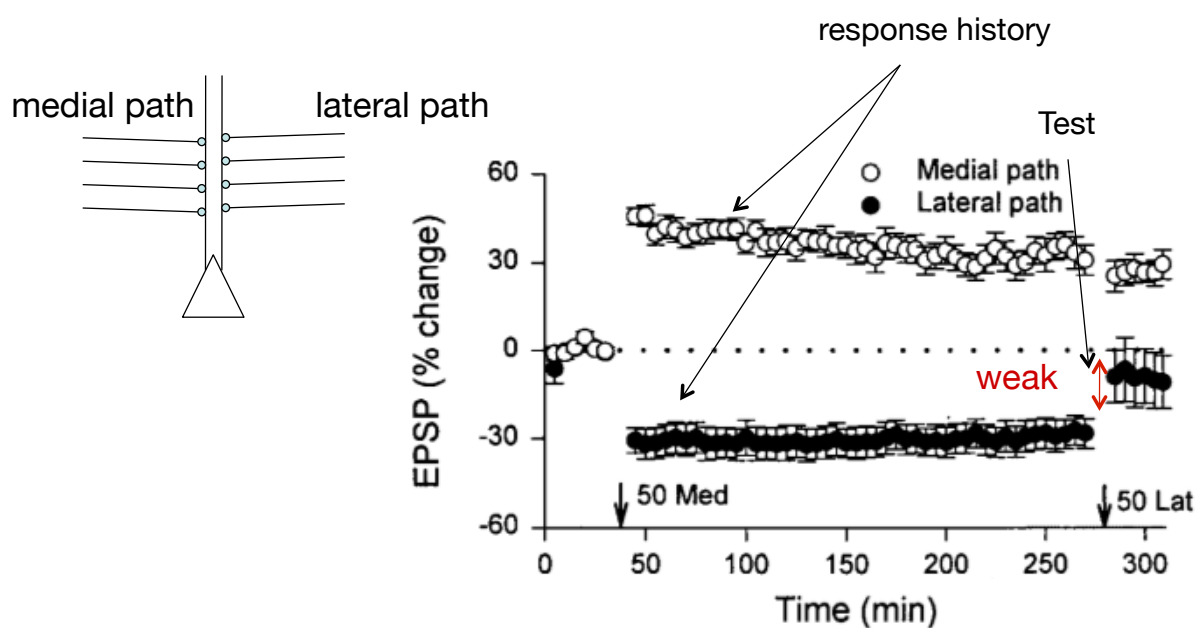 response history
medial path
lateral path
Test
60
Medial path
Lateral path
30
EPSP (% change)
0
weak
-30
50 Med
50 Lat
-60
0 50 100 150 200 250 300
Time (min)